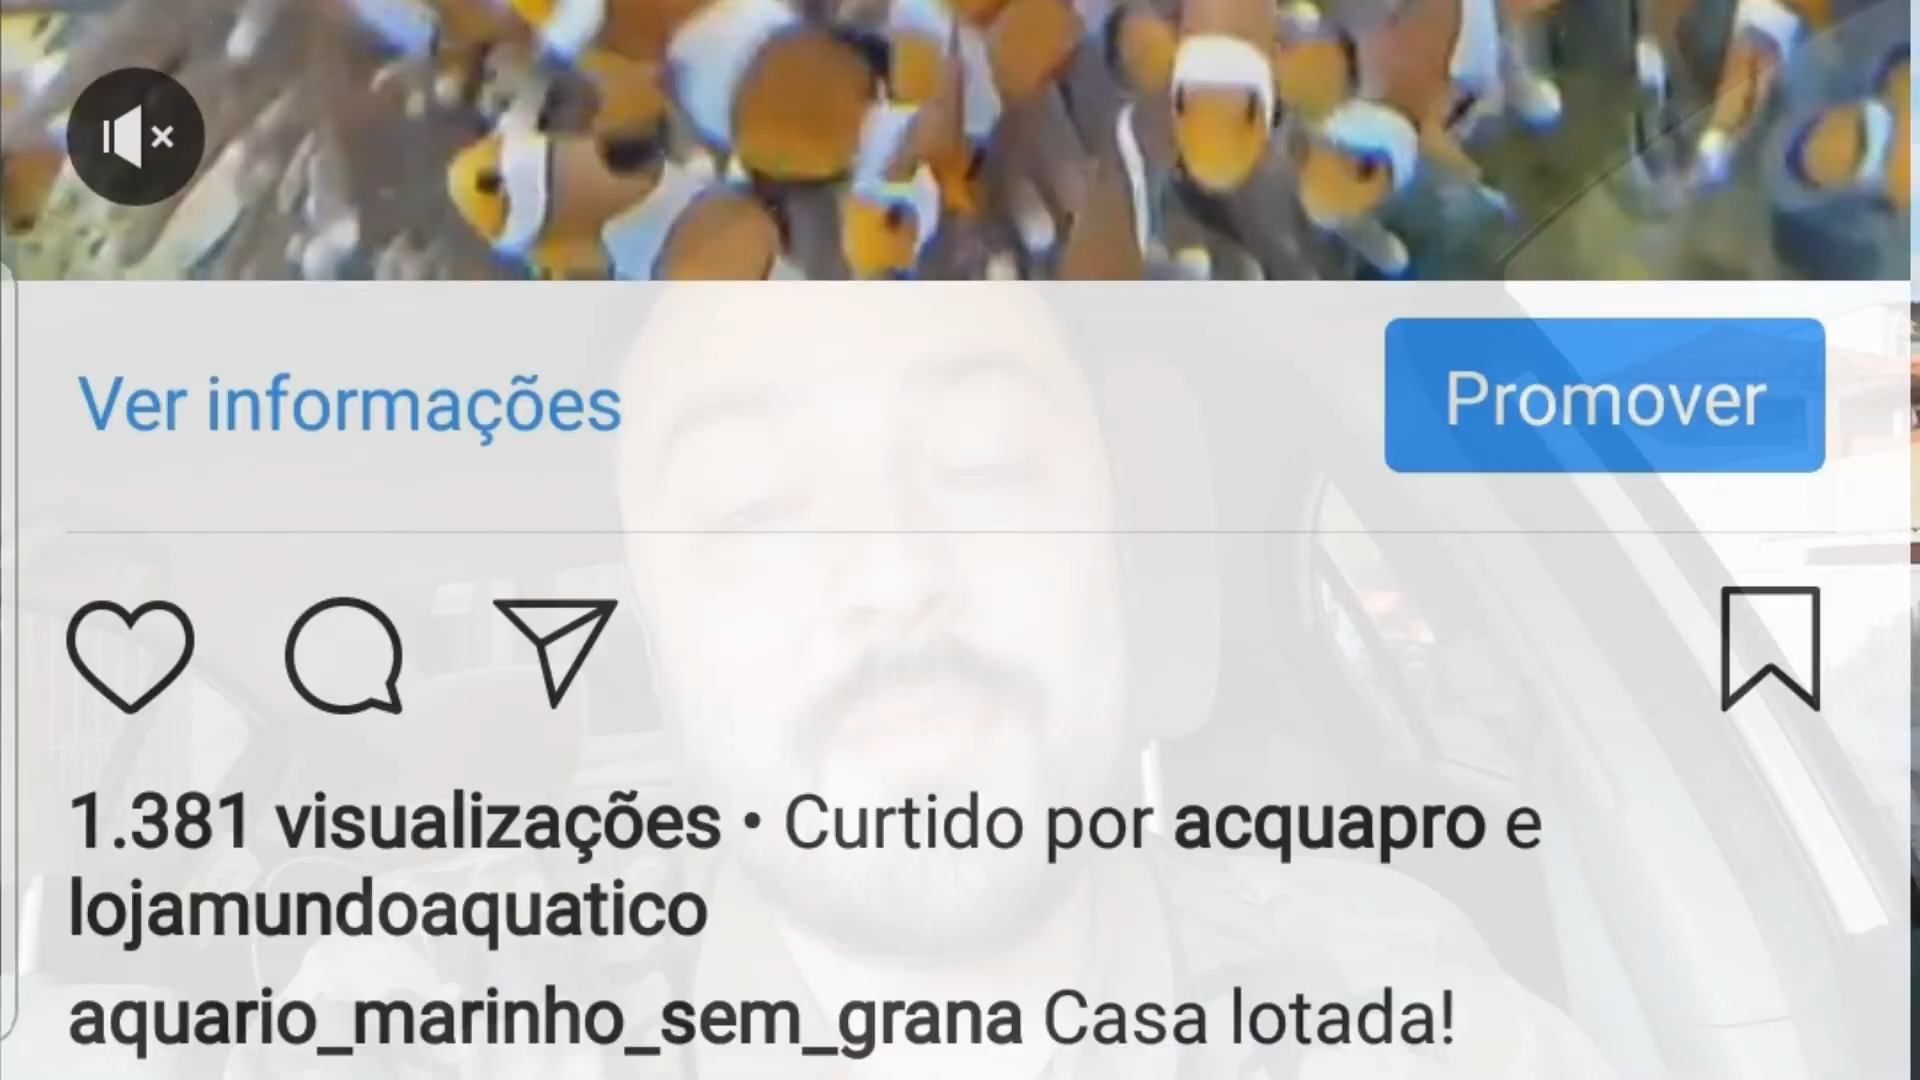 Ver informações
Promover
1.381 visualizações • Curtido por acquapro e
lojamundoaquatico
aquario_marinho_sem_grana Casa lotada!